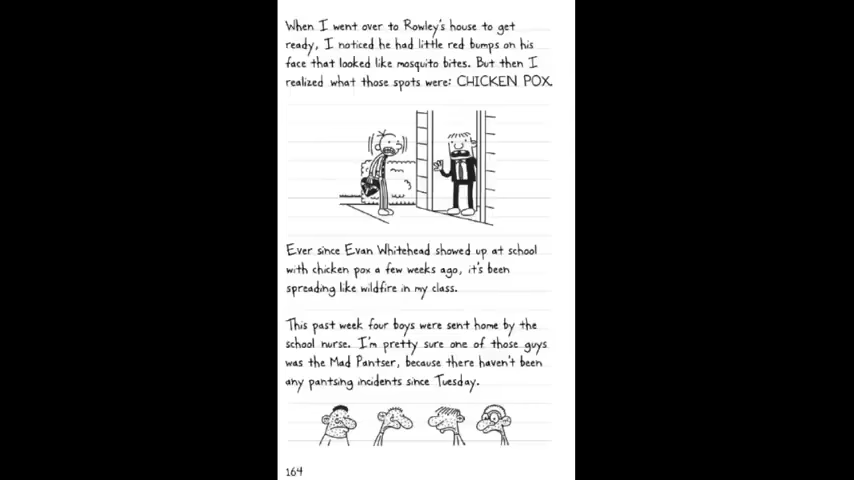 When I went over to Rowley's house to get
ready, I noticed he had little red bumps on his
face that looked like mosquito bites. But then I
realized what those spots were: CHICKEN POX.
Ever since Evan Whitehead showed up at school
with chicken pox a few weeks ago, it's been
spreading like wildfire in my class.
This past week four boys were sent home by the
school nurse. I'm pretty sure one of those guys
was the Mad Pantser, because there haven't been
any pantsing incidents since Tuesday.
164